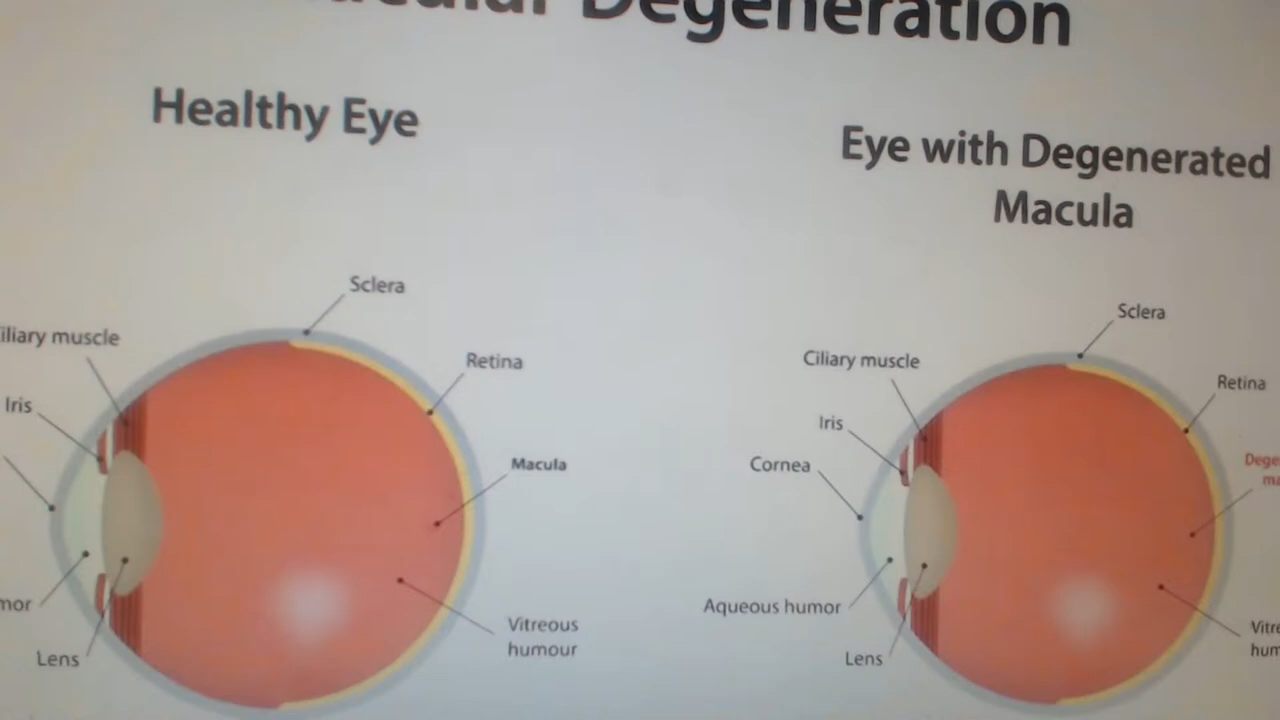 Degeneration
Healthy Eye
Eye with Degenerated
Macula
Sclera
iliary muscle
Retina
Iris
Macula
mor
Vitreous
humour
Lens
Sclera
Ciliary muscle
Retina
Iris
Cornea
Aqueous humor
Lens